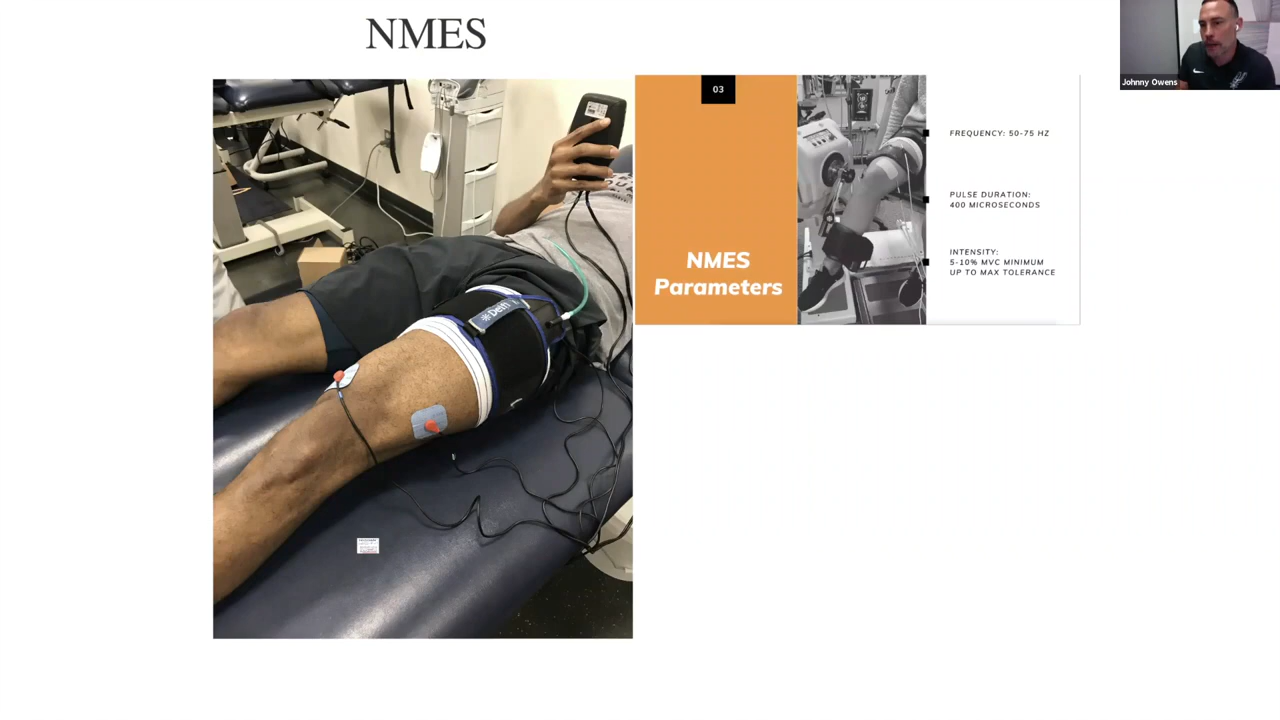 NMES
03
NMES
Parameters
FREQUENCY: 50-75 HZ
PULSE DURATION:
400 MICROSECONDS
INTENSITY:
5-10% MVC MINIMUM
UP TO MAX TOLERANCE
Johnny Owens